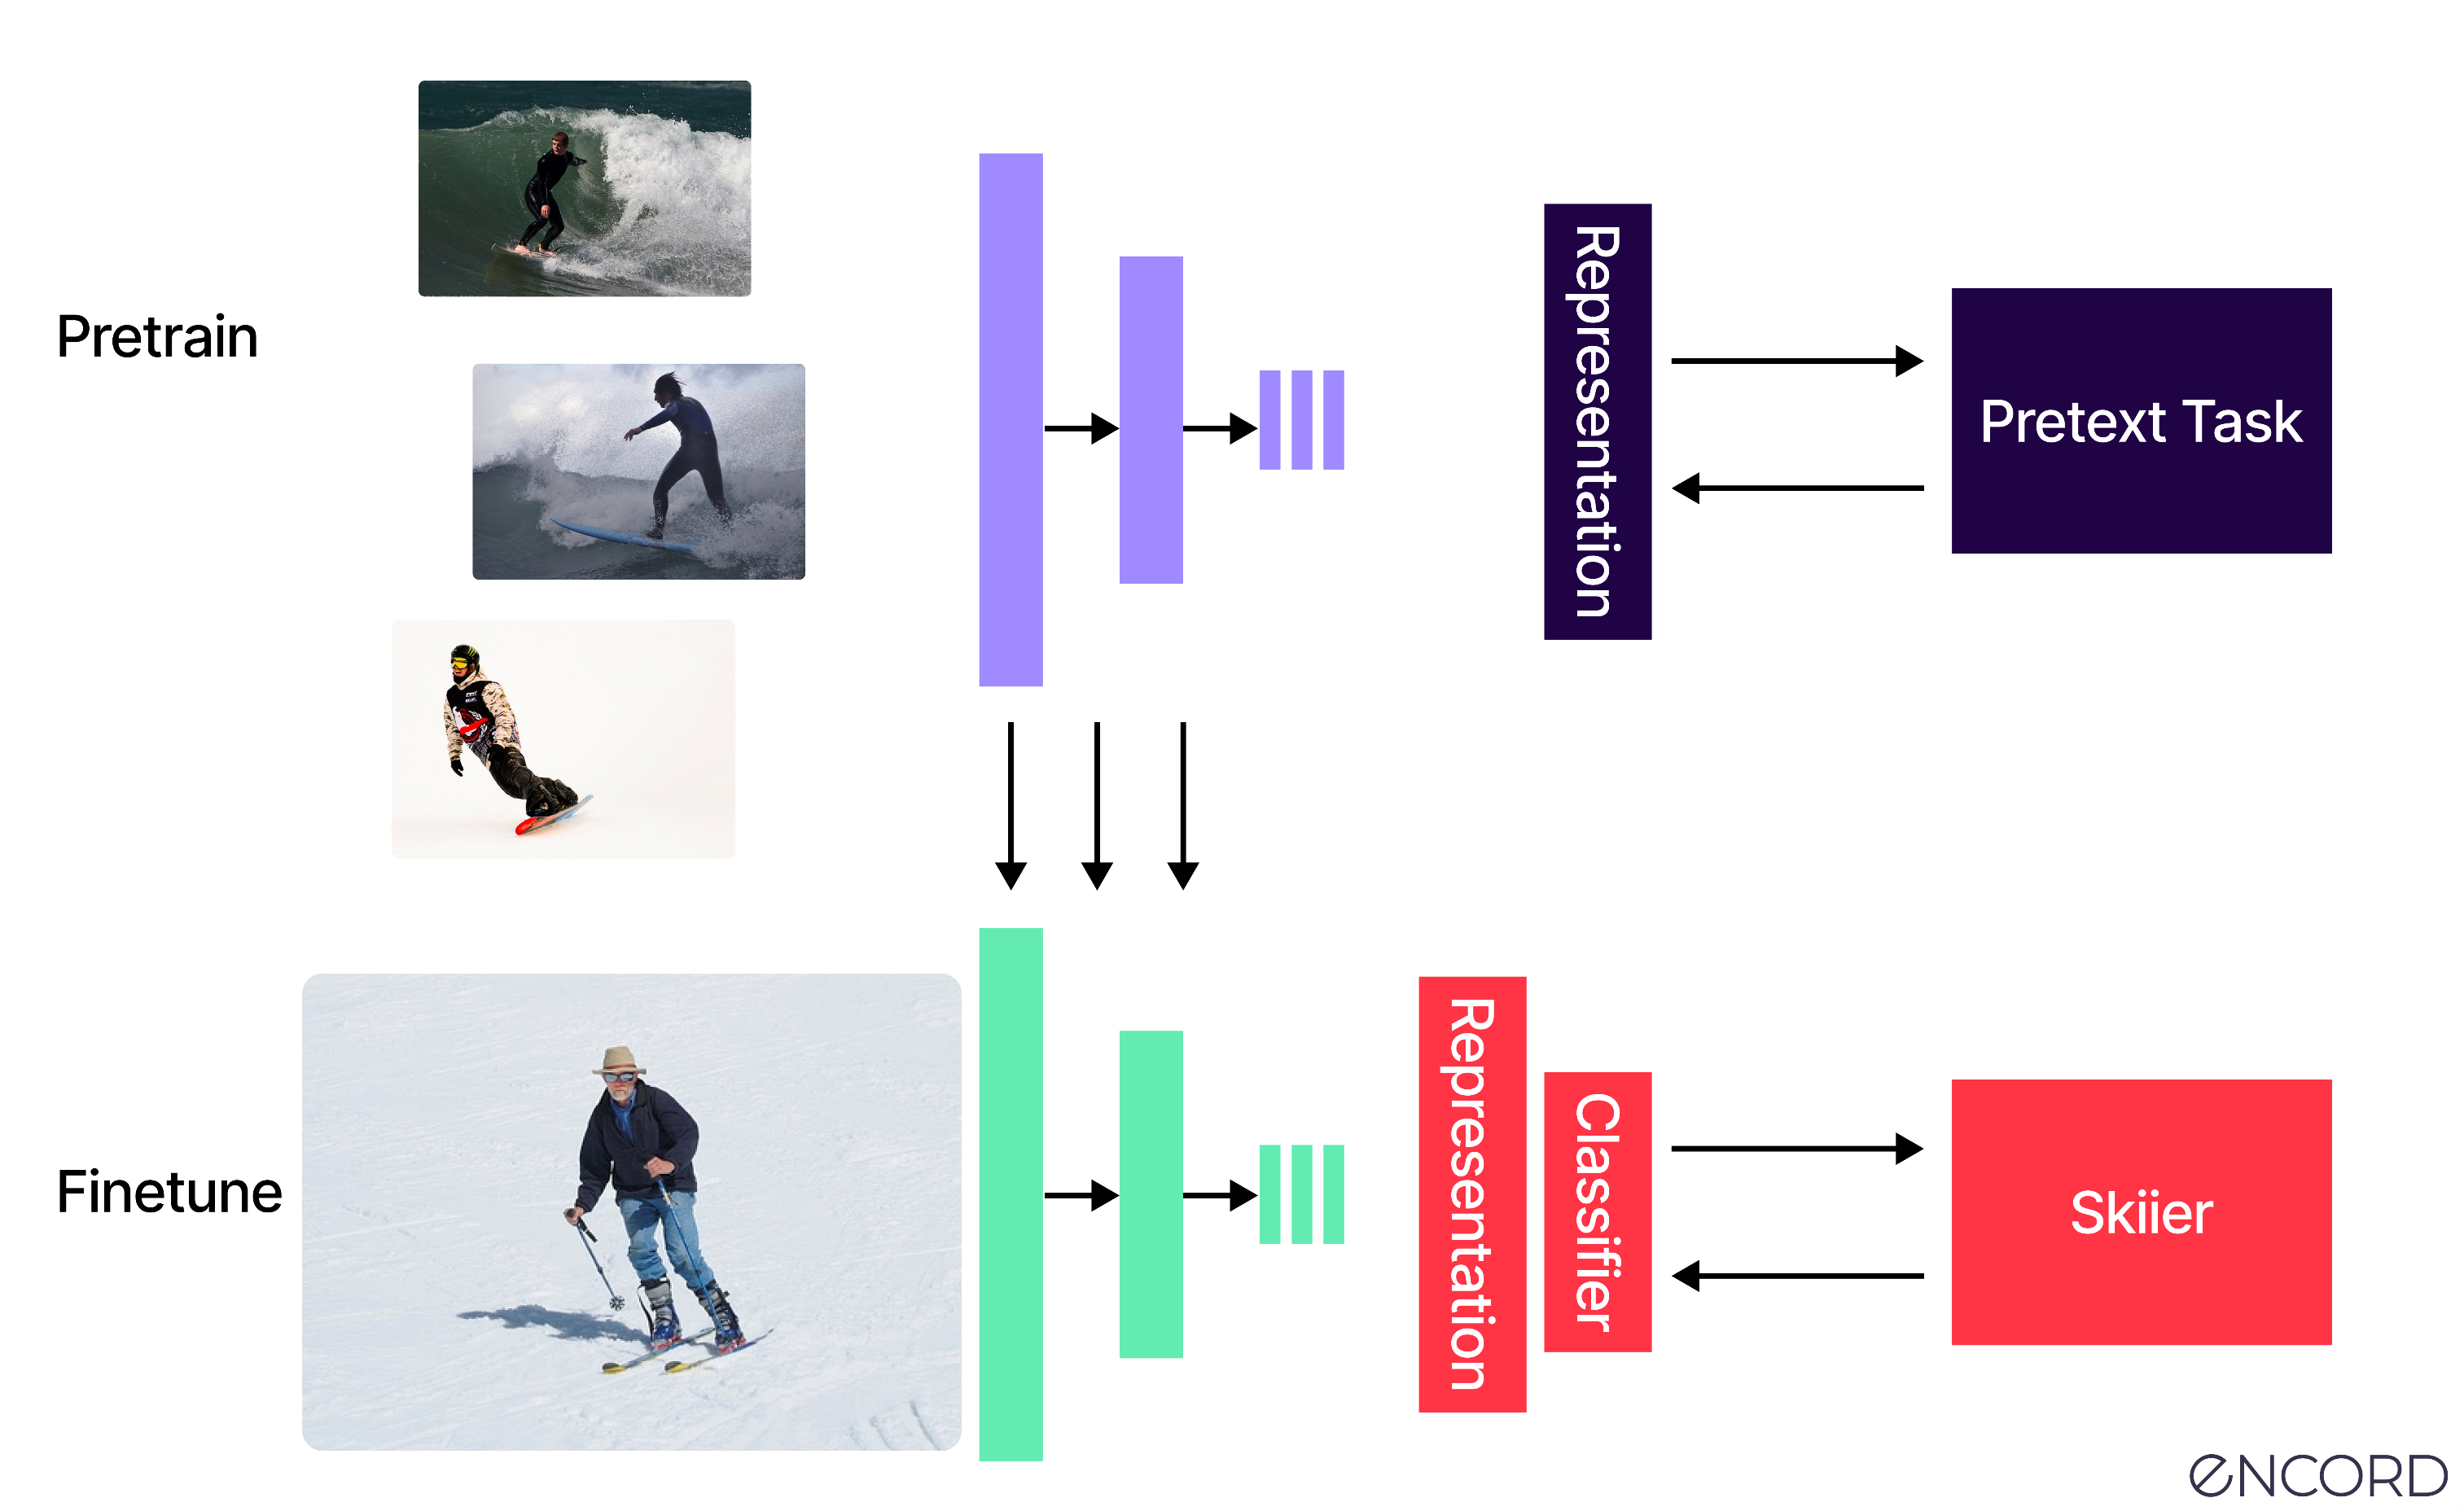 Pretrain
Representation
Pretext Task
Finetune
Representation
Classifier
Skiier
eNCORD